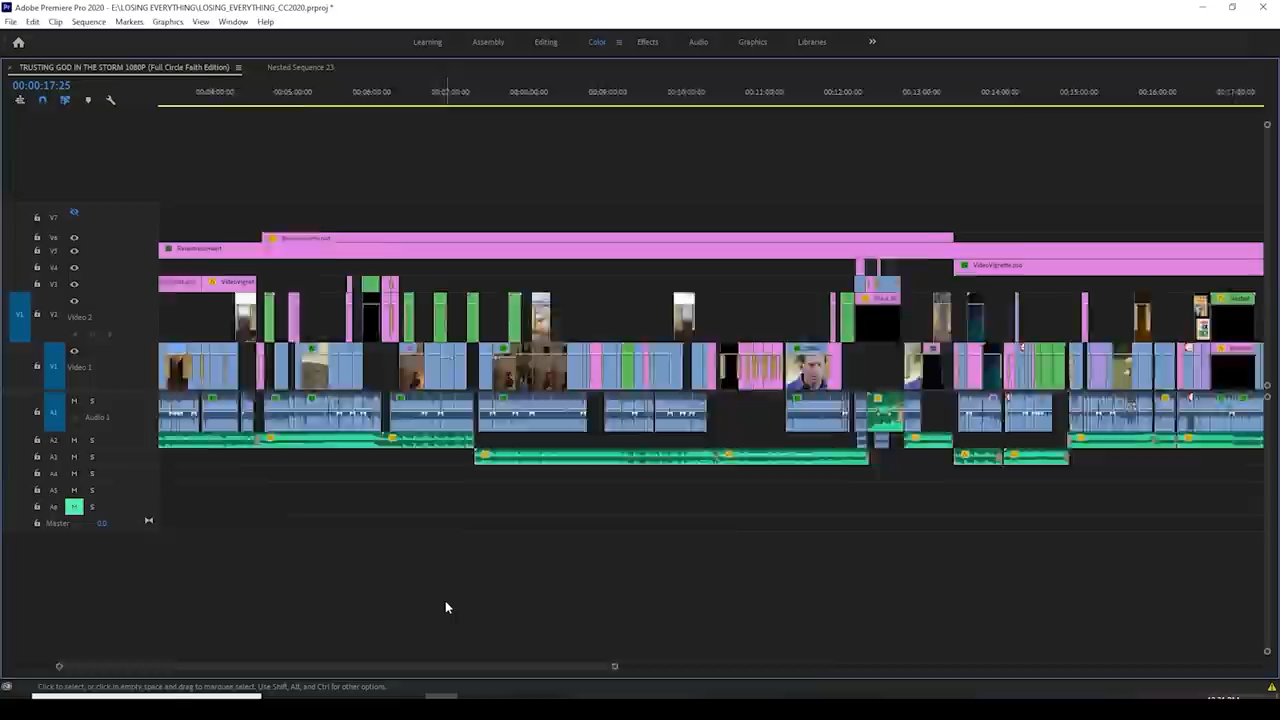 Adobe Premiere Pro 2020 - E:\LOSING EVERYTHING\LOSING_EVERYTHING_CC2020.prproj *
File Edit Clip Sequence Markers Graphics View Window Help
Learning Assembly Editing Color Effects Audio Graphics Libraries
TRUSTING GOD IN THE STORM 1080P (Full Circle Faith Edition) Nested Sequence 23
00:00:17:25
00:04:00:00 00:05:00:00 00:06:00:00 00:07:00:00 00:08:00:00 00:09:00:00 00:10:00:00 00:11:00:00 00:12:00:00 00:13:00:00 00:14:00:00 00:15:00:00 00:16:00:00 00:17:00:00
V7
V6
V5
V4 VideoVignette
V3 VideoVignet
V1 V2 Nested
Video 2
V1 Video 1
A1 M S
Audio 1
A2 M S
A3 M S
A4 M S
A5 M S
M S
Master 0.0
Click to select, or click in empty space and drag to marquee select. Use Shift, Alt, and Ctrl for other options.